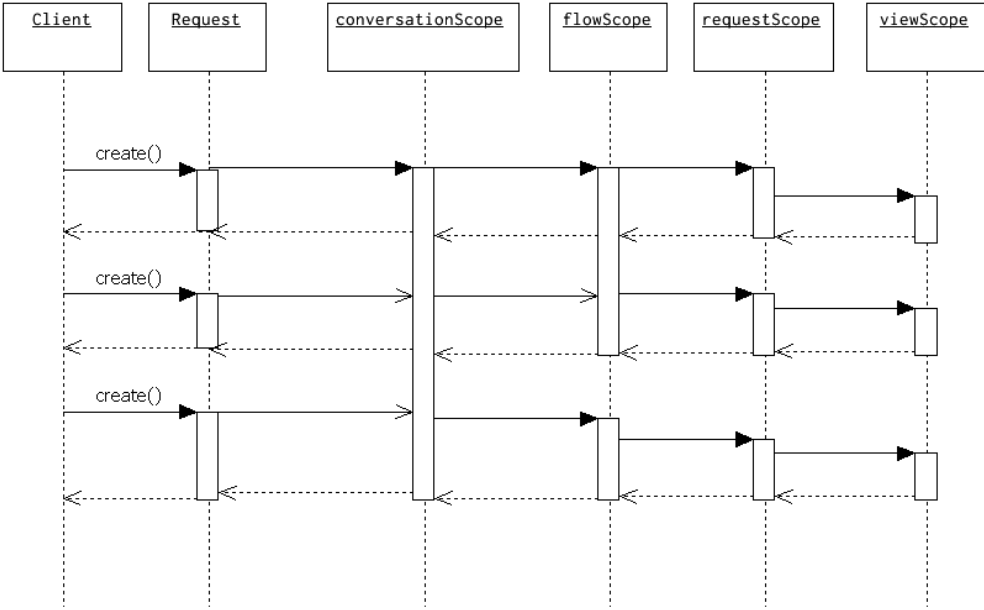 Client
Request
conversationScope
flowScope
requestScope
viewScope
create()
create()
create()